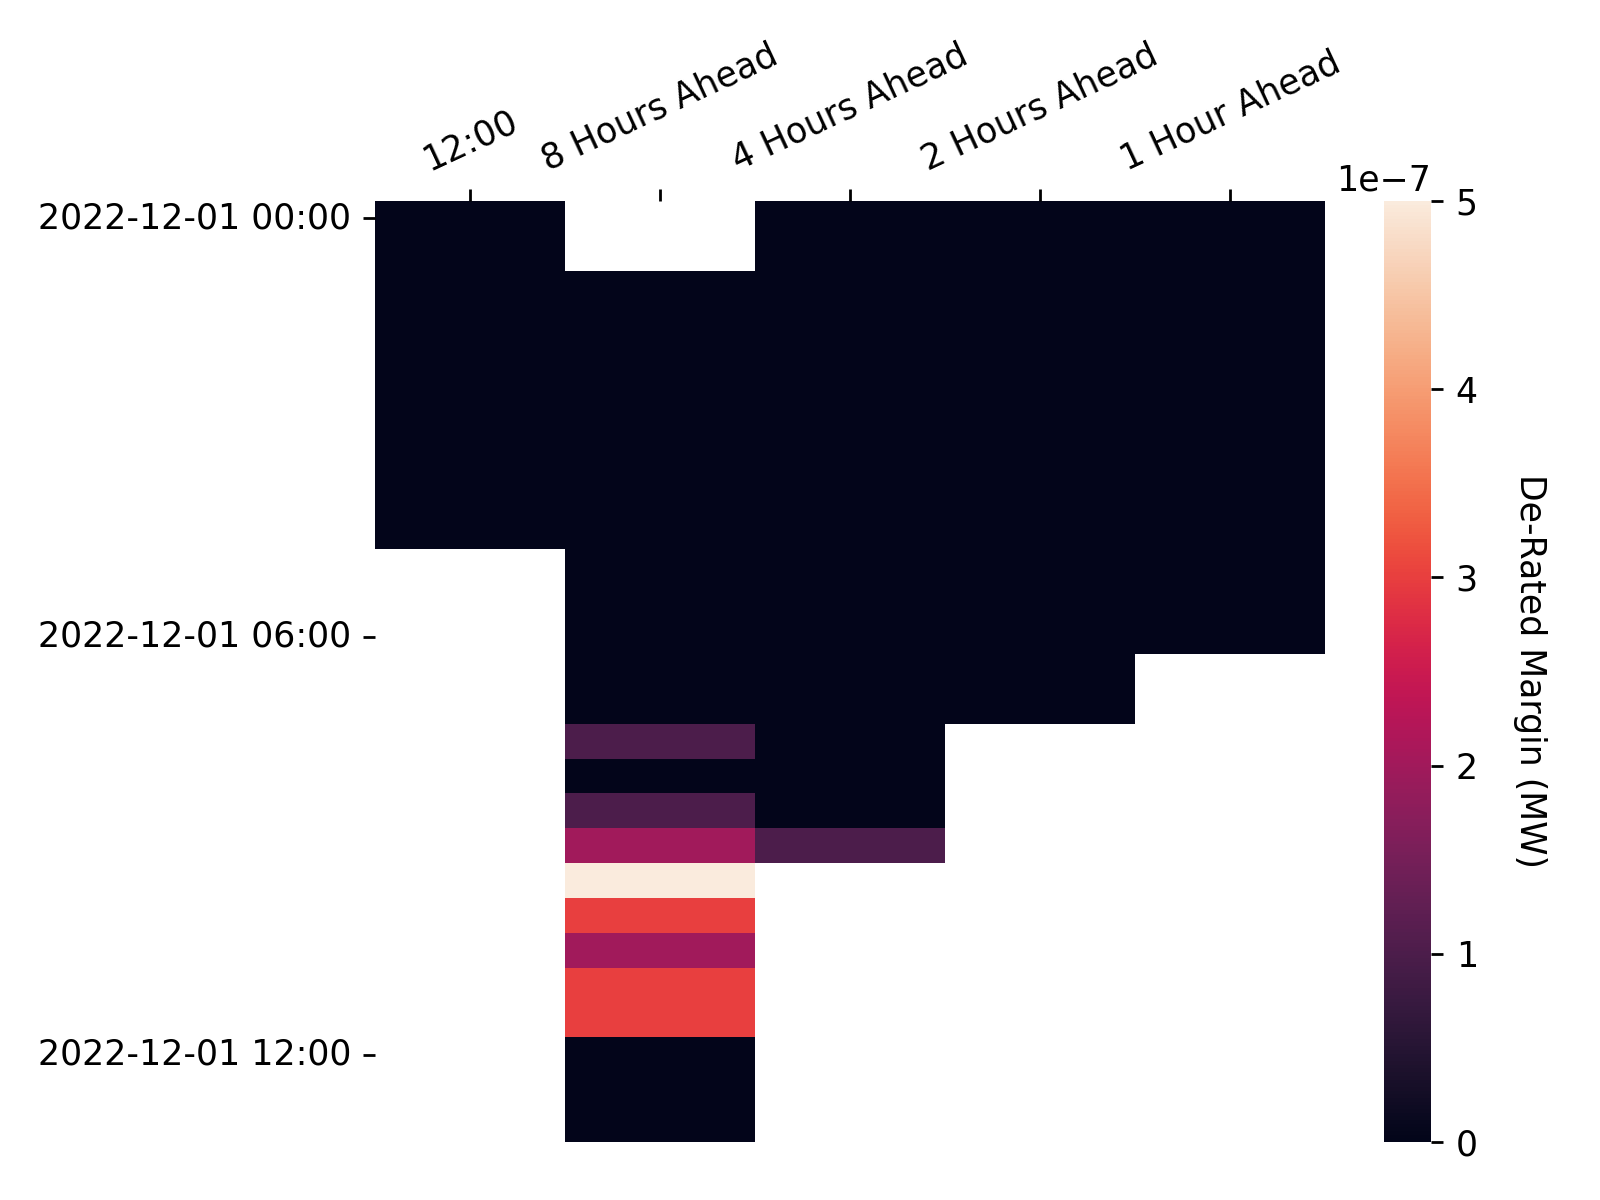 12:00
8 Hours Ahead
4 Hours Ahead
2 Hours Ahead
1 Hour Ahead
1e−7
2022-12-01 00:00
2022-12-01 06:00
2022-12-01 12:00
5
4
3
2
1
0
De-Rated Margin (MW)